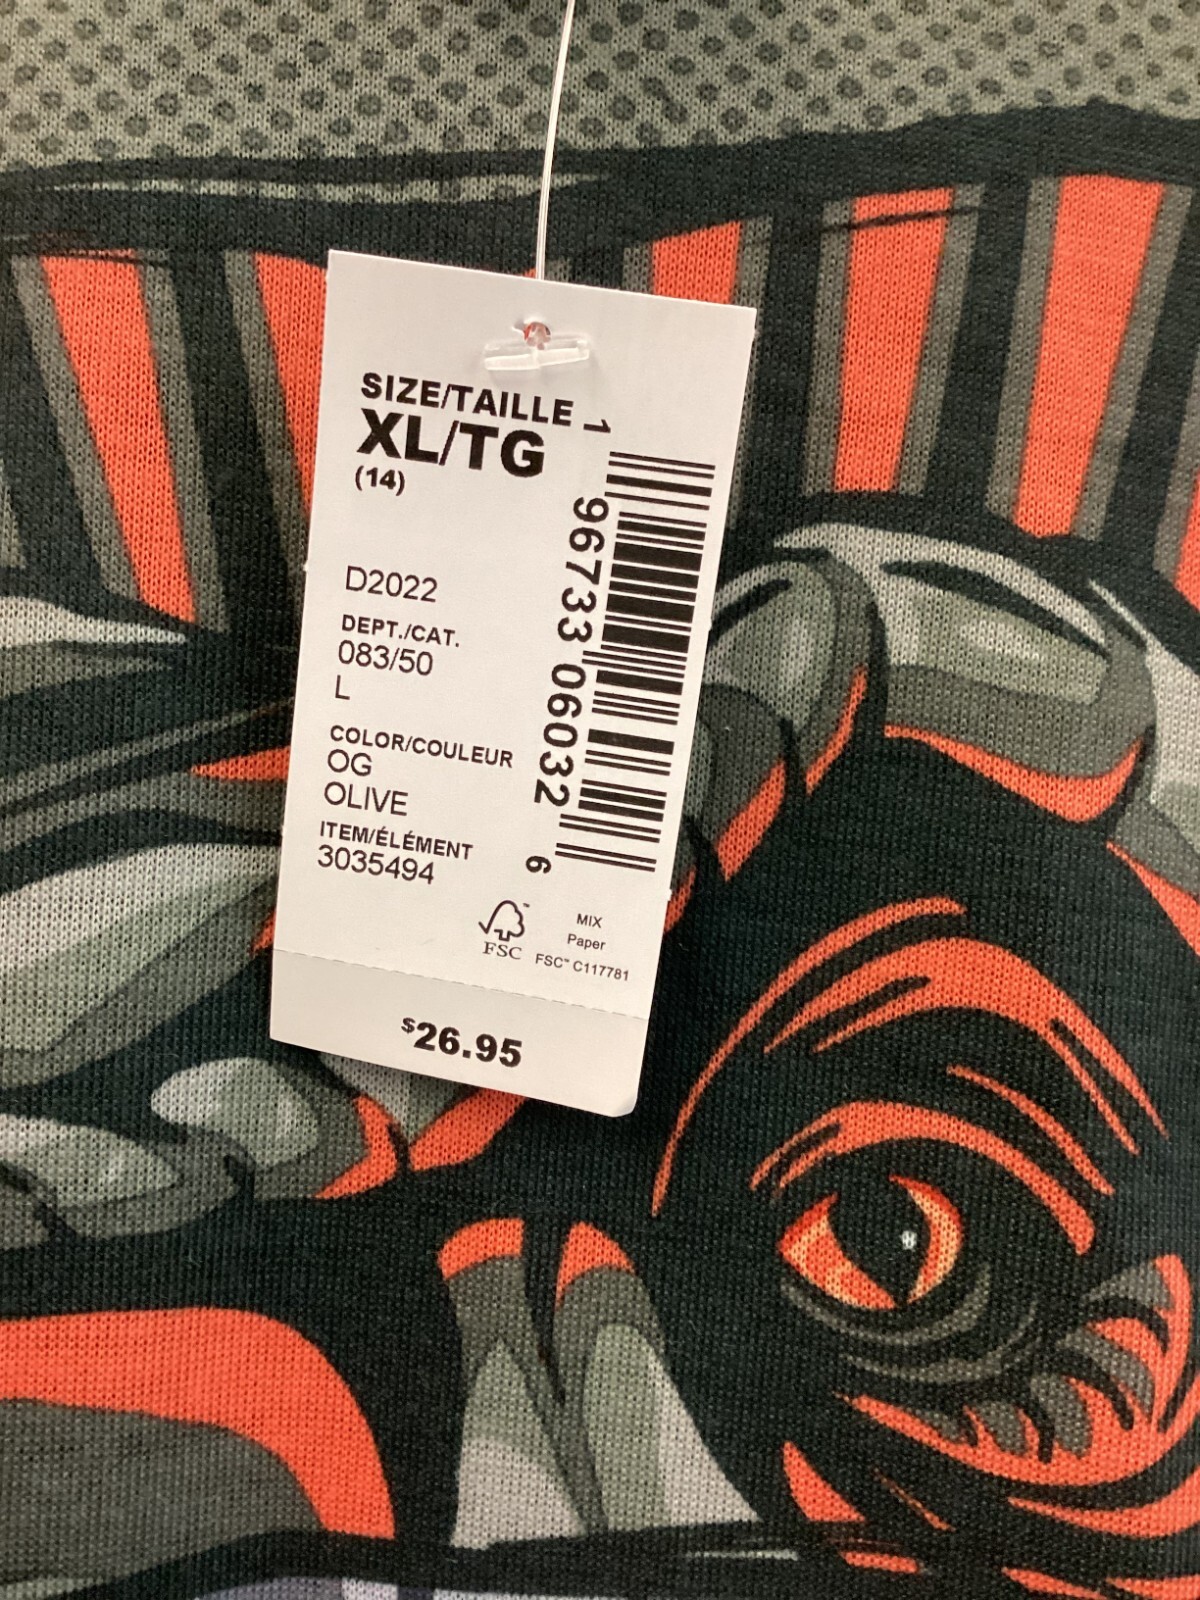 SIZE/TAILLE
XL/TG
(14)
1 96733 06032 6
D2022
DEPT./CAT.
083/50
L
COLOR/COULEUR
OG
OLIVE
ITEM/ÉLÉMENT
3035494
FSC
MIX
Paper
FSC™ C117781
$26.95